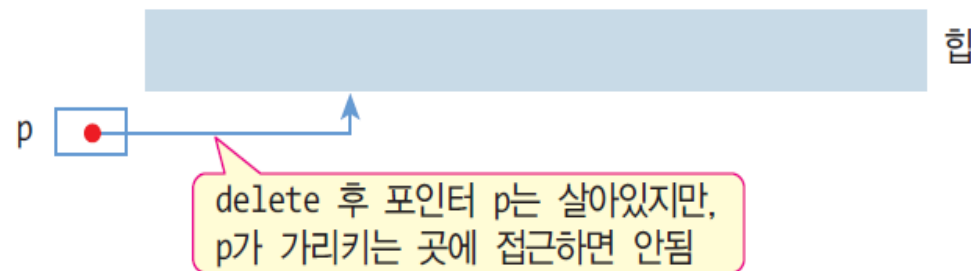 힙
p
delete 후 포인터 p는 살아있지만,
p가 가리키는 곳에 접근하면 안됨